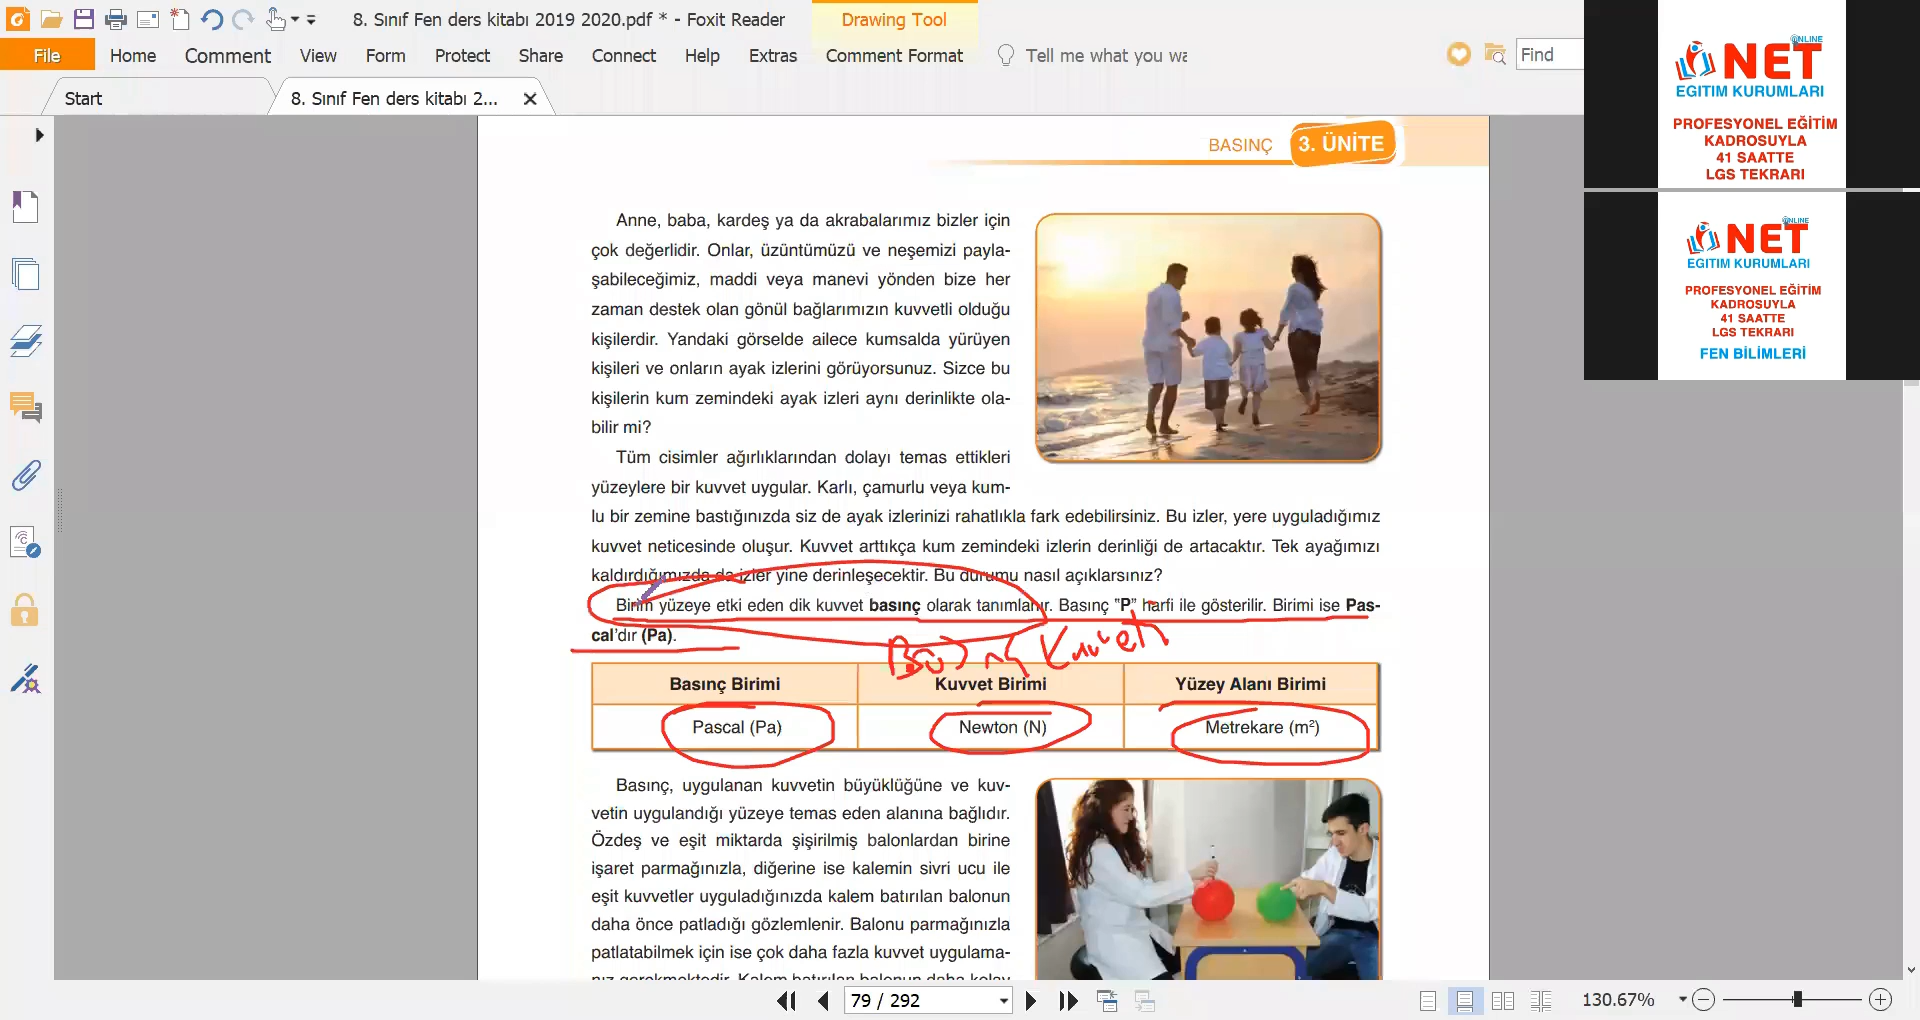 8. Sınıf Fen ders kitabı 2019 2020.pdf * - Foxit Reader
Drawing Tool
File Home Comment View Form Protect Share Connect Help Extras Comment Format Tell me what you wa Find
Start 8. Sınıf Fen ders kitabı 2...
BASINÇ 3. ÜNİTE
Anne, baba, kardeş ya da akrabalarımız bizler için
çok değerlidir. Onlar, üzüntümüzü ve neşemizi payla-
şabileceğimiz, maddi veya manevi yönden bize her
zaman destek olan gönül bağlarımızın kuvvetli olduğu
kişilerdir. Yandaki görselde ailece kumsalda yürüyen
kişileri ve onların ayak izlerini görüyorsunuz. Sizce bu
kişilerin kum zemindeki ayak izleri aynı derinlikte ola-
bilir mi?
Tüm cisimler ağırlıklarından dolayı temas ettikleri
yüzeylere bir kuvvet uygular. Karlı, çamurlu veya kum-
lu bir zemine bastığınızda siz de ayak izlerinizi rahatlıkla fark edebilirsiniz. Bu izler, yere uyguladığımız
kuvvet neticesinde oluşur. Kuvvet arttıkça kum zemindeki izlerin derinliği de artacaktır. Tek ayağımızı
kaldırdığımızda da izler yine derinleşecektir. Bu durumu nasıl açıklarsınız?
Birim yüzeye etki eden dik kuvvet basınç olarak tanımlanır. Basınç "P" harfi ile gösterilir. Birimi ise Pas-
cal'dır (Pa).
Basınç Kuvveti
Basınç Birimi Kuvvet Birimi Yüzey Alanı Birimi
Pascal (Pa) Newton (N) Metrekare (m²)
Basınç, uygulanan kuvvetin büyüklüğüne ve kuv-
vetin uygulandığı yüzeye temas eden alanına bağlıdır.
Özdeş ve eşit miktarda şişirilmiş balonlardan birine
işaret parmağınızla, diğerine ise kalemin sivri ucu ile
eşit kuvvetler uyguladığınızda kalem batırılan balonun
daha önce patladığı gözlemlenir. Balonu parmağınızla
patlatabilmek için ise çok daha fazla kuvvet uygulama-
nız gerekmektedir. Kalem batırılan balonun daha kolay
79 / 292
130.67%
ONLINE
NET
EGITIM KURUMLARI
PROFESYONEL EĞİTİM
KADROSUYLA
41 SAATTE
LGS TEKRARI
ONLINE
NET
EGITIM KURUMLARI
PROFESYONEL EĞİTİM
KADROSUYLA
41 SAATTE
LGS TEKRARI
FEN BİLİMLERİ